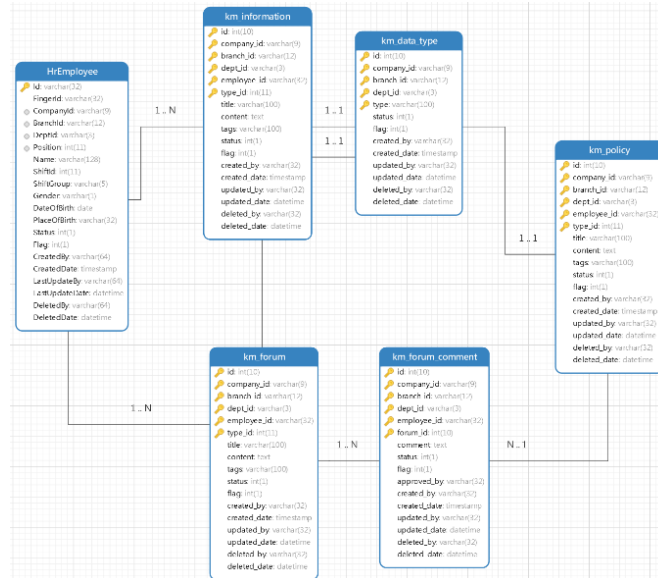 km_information
id: int(10)
company_id: varchar(9)
branch_id: varchar(12)
dept_id: varchar(3)
employee_id: varchar(32)
type_id: int(11)
title: varchar(100)
content: text
tags: varchar(100)
status: int(1)
flag: int(1)
created_by: varchar(32)
created_date: timestamp
updated_by: varchar(32)
updated_date: datetime
deleted_by: varchar(32)
deleted_date: datetime
km_data_type
id: int(10)
company_id: varchar(9)
branch_id: varchar(12)
dept_id: varchar(3)
type: varchar(100)
status: int(1)
flag: int(1)
created_by: varchar(32)
created_date: timestamp
updated_by: varchar(32)
updated_date: datetime
deleted_by: varchar(32)
deleted_date: datetime
HrEmployee
Id: varchar(32)
FingerId: varchar(32)
CompanyId: varchar(9)
BranchId: varchar(12)
DeptId: varchar(3)
Position: int(11)
Name: varchar(128)
ShiftId: int(11)
ShiftGroup: varchar(5)
Gender: varchar(1)
DateOfBirth: date
PlaceOfBirth: varchar(32)
Status: int(1)
Flag: int(1)
CreatedBy: varchar(64)
CreatedDate: timestamp
LastUpdateBy: varchar(64)
LastUpdateDate: datetime
DeletedBy: varchar(64)
DeletedDate: datetime
1..N
1..1
1..1
km_policy
id: int(10)
company_id: varchar(9)
branch_id: varchar(12)
dept_id: varchar(3)
employee_id: varchar(32)
type_id: int(11)
title: varchar(100)
content: text
tags: varchar(100)
status: int(1)
flag: int(1)
created_by: varchar(32)
created_date: timestamp
updated_by: varchar(32)
updated_date: datetime
deleted_by: varchar(32)
deleted_date: datetime
1..1
km_forum
id: int(10)
company_id: varchar(9)
branch_id: varchar(12)
dept_id: varchar(3)
employee_id: varchar(32)
type_id: int(11)
title: varchar(100)
content: text
tags: varchar(100)
status: int(1)
flag: int(1)
created_by: varchar(32)
created_date: timestamp
updated_by: varchar(32)
updated_date: datetime
deleted_by: varchar(32)
deleted_date: datetime
km_forum_comment
id: int(10)
company_id: varchar(9)
branch_id: varchar(12)
dept_id: varchar(3)
employee_id: varchar(32)
forum_id: int(10)
comment: text
status: int(1)
flag: int(1)
approved_by: varchar(32)
created_by: varchar(32)
created_date: timestamp
updated_by: varchar(32)
updated_date: datetime
deleted_by: varchar(32)
deleted_date: datetime
1..N
1..N
N..1